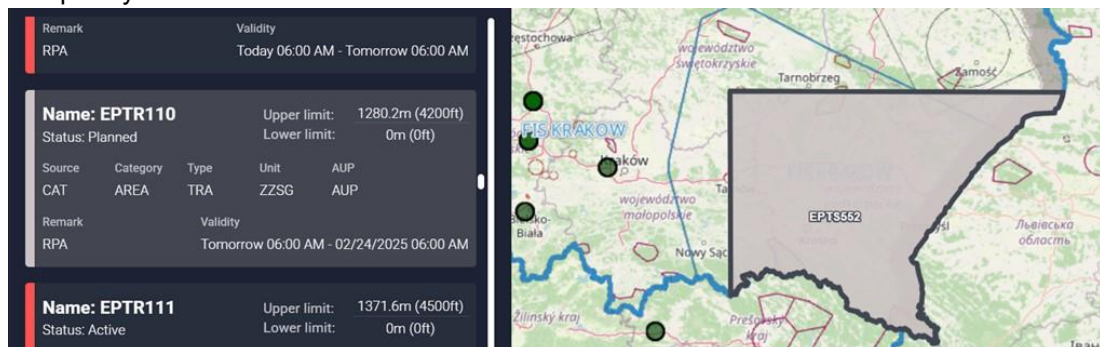 Remark Validity
RPA Today 06:00 AM - Tomorrow 06:00 AM
Name: EPTR110 Upper limit: 1280.2m (4200ft)
Status: Planned Lower limit: 0m (0ft)
Source Category Type Unit AUP
CAT AREA TRA ZZSG AUP
Remark Validity
RPA Tomorrow 06:00 AM - 02/24/2025 06:00 AM
Name: EPTR111 Upper limit: 1371.6m (4500ft)
Status: Active Lower limit: 0m (0ft)
województwo
świętokrzyskie
Tarnobrzeg
Zamość
FIS KRAKOW
Kraków
województwo
małopolskie
EPTS552
Biała
Nowy Sąc
Львівська
область
Žilinský kraj
Prešovský
kraj